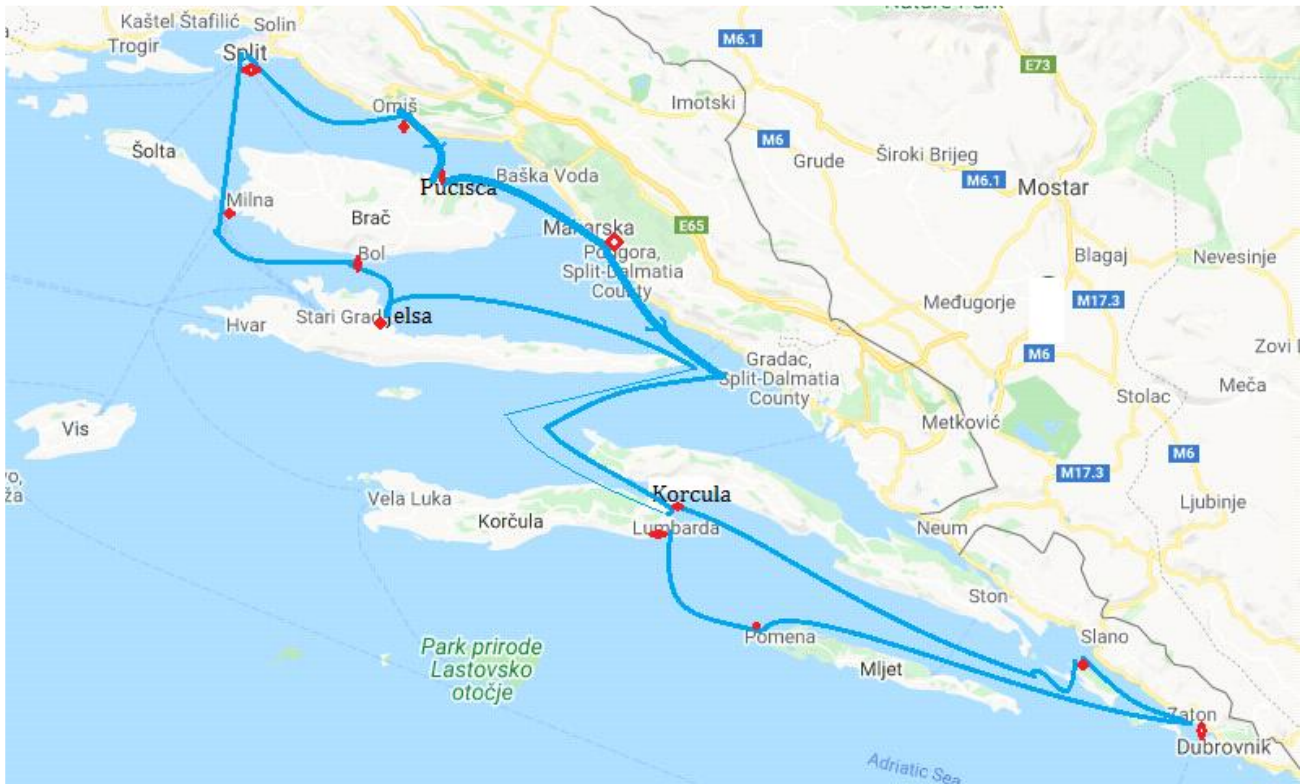 Nature Park
Kaštel Štafilić
Solin
Trogir
Split
M6.1
E73
Omiš
Imotski
Šolta
M6
Grude
Široki Brijeg
M6.1
Mostar
Baška Voda
Pucisca
Milna
Brač
Makarska
E65
Bol
Podgora,
Split-Dalmatia
County
Blagaj
Nevesinje
Međugorje
M17.3
Hvar
Stari Grad
Jelsa
M6
Zovi
Gradac,
Split-Dalmatia
County
Meča
Stolac
Vis
Metković
M6
M17.3
Vela Luka
Korcula
Ljubinje
Korčula
Lumbarda
Neum
Ston
Slano
Pomena
Park prirode
Lastovsko
otočje
Mljet
Zaton
Dubrovnik
Adriatic Sea